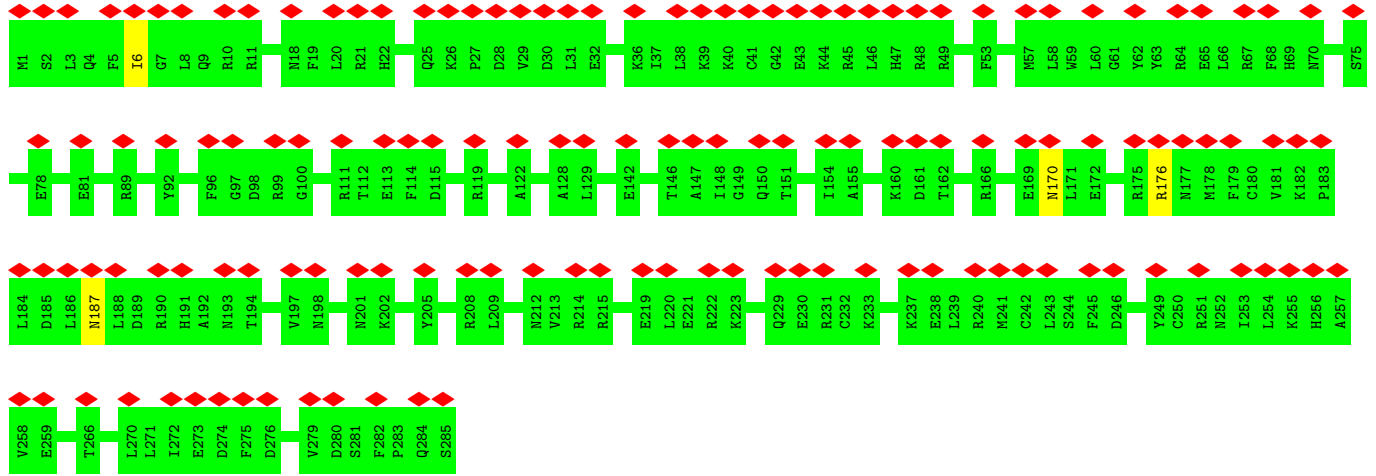 M1 S2 L3 Q4 F5 I6 G7 L8 Q9 R10 R11 N18 F19 L20 R21 H22 Q25 K26 P27 D28 V29 D30 L31 E32 K36 I37 L38 K39 K40 C41 G42 E43 K44 R45 L46 H47 R48 R49 F53 M57 L58 W59 L60 G61 Y62 Y63 R64 E65 L66 R67 F68 H69 N70 S75
E78 E81 R89 Y92 F96 G97 D98 R99 G100 R111 T112 E113 F114 D115 R119 A122 A128 L129 E142 T146 A147 I148 G149 Q150 T151 I154 A155 K160 D161 T162 R166 E169 N170 L171 E172 R175 R176 N177 M178 F179 C180 V181 K182 P183
L184 D185 L186 N187 L188 D189 R190 H191 A192 N193 T194 V197 N198 N201 K202 Y205 R208 L209 N212 V213 R214 R215 E219 L220 E221 R222 K223 Q229 E230 R231 C232 K233 K237 E238 L239 R240 M241 C242 L243 S244 F245 D246 Y249 C250 R251 N252 I253 L254 K255 H256 A257
V258 E259 T266 L270 L271 I272 E273 D274 F275 D276 V279 D280 S281 F282 P283 Q284 S285